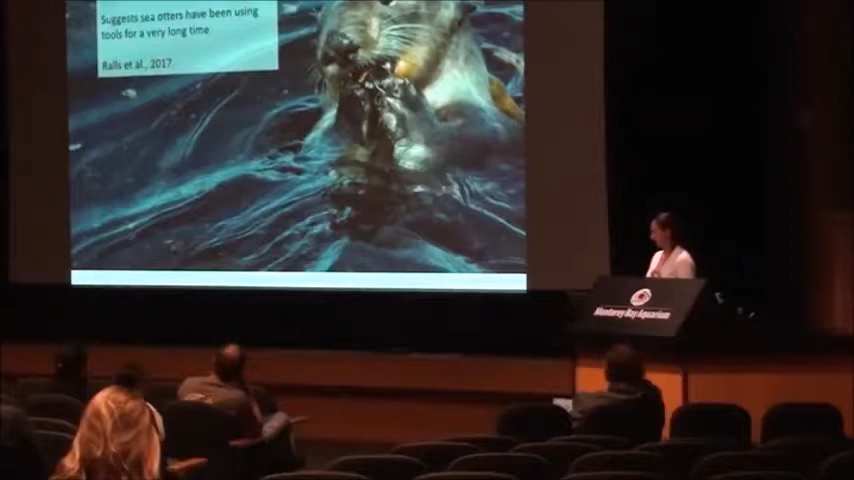 Suggests sea otters have been using
tools for a very long time
Ralls et al., 2017.
Monterey Bay Aquarium